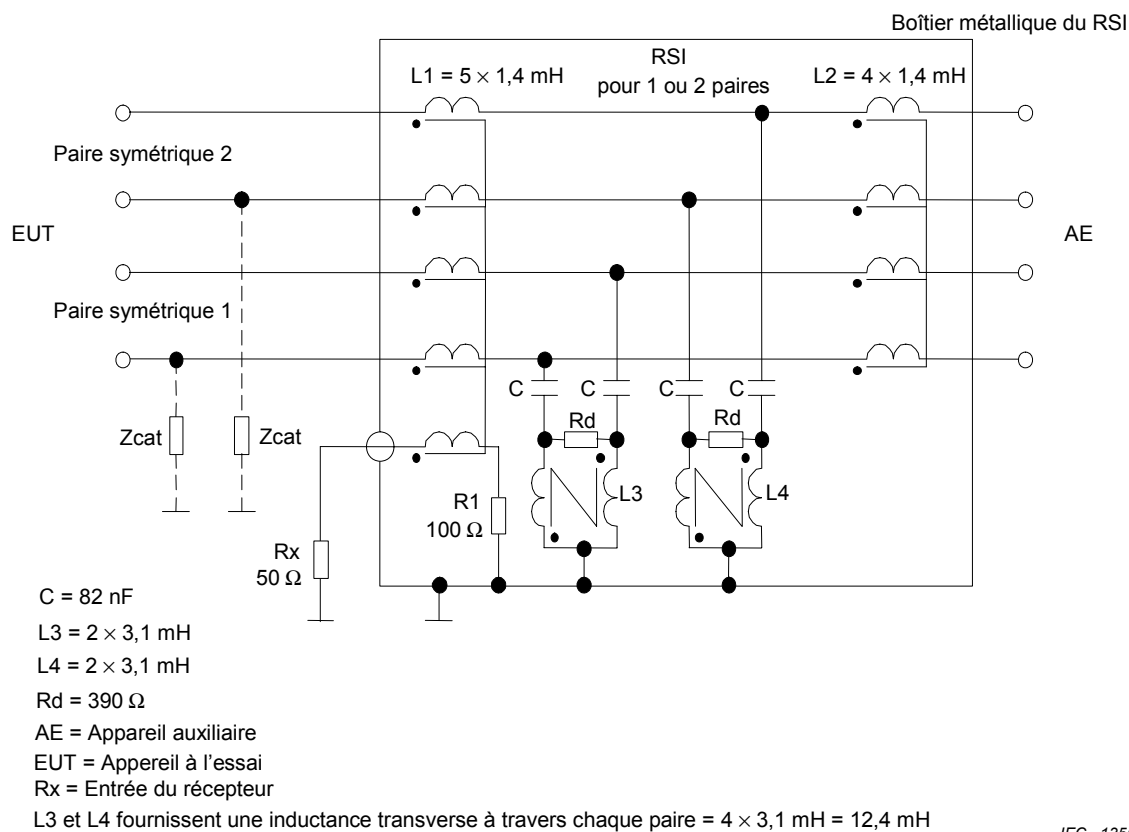 Boîtier métallique du RSI
RSI
pour 1 ou 2 paires
L1 = 5 × 1,4 mH
L2 = 4 × 1,4 mH
Paire symétrique 2
EUT
AE
Paire symétrique 1
C
C
C
C
Rd
Rd
Zcat
Zcat
L3
L4
R1
100 Ω
Rx
50 Ω
C = 82 nF
L3 = 2 × 3,1 mH
L4 = 2 × 3,1 mH
Rd = 390 Ω
AE = Appareil auxiliaire
EUT = Appereil à l'essai
Rx = Entrée du récepteur
L3 et L4 fournissent une inductance transverse à travers chaque paire = 4 × 3,1 mH = 12,4 mH